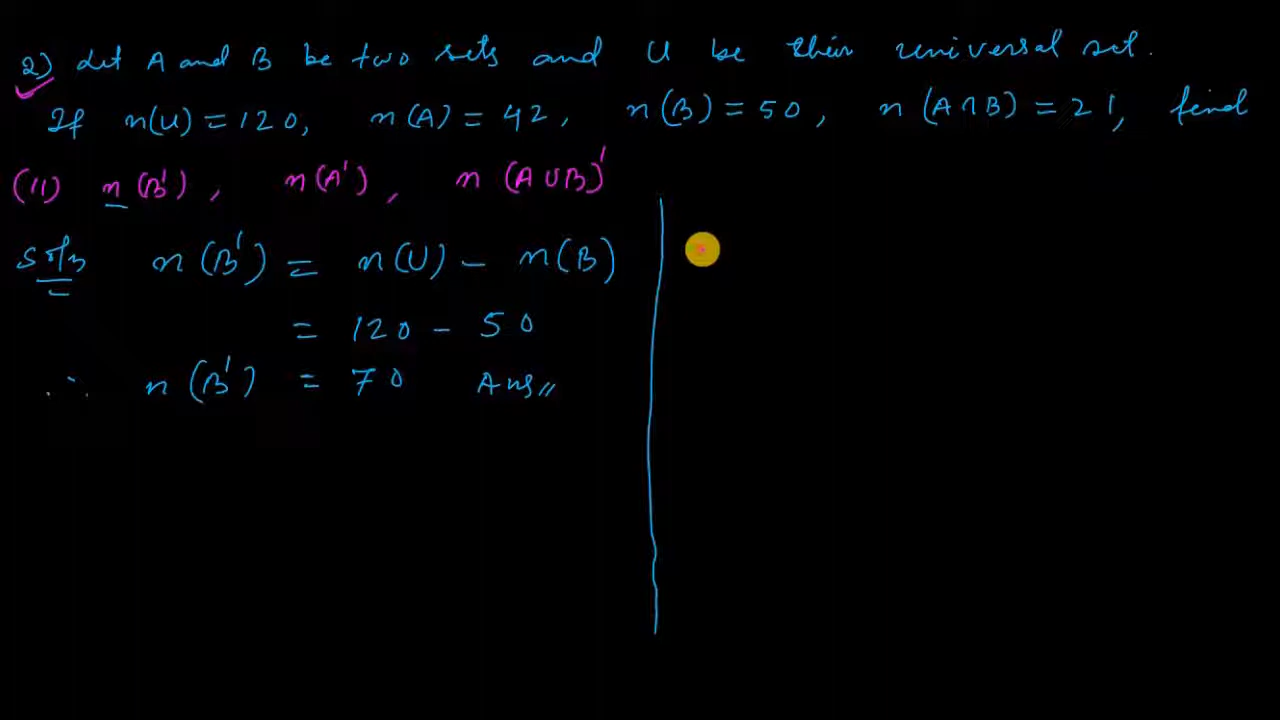 2) Let A and B be two sets and U be their universal set.
If n(U) = 120, n(A) = 42, n(B) = 50, n(A∩B) = 21, find
(11) n(B'), n(A'), n(A∪B)'
Soln n(B') = n(U) - n(B)
= 120 - 50
∴ n(B') = 70 Ans //